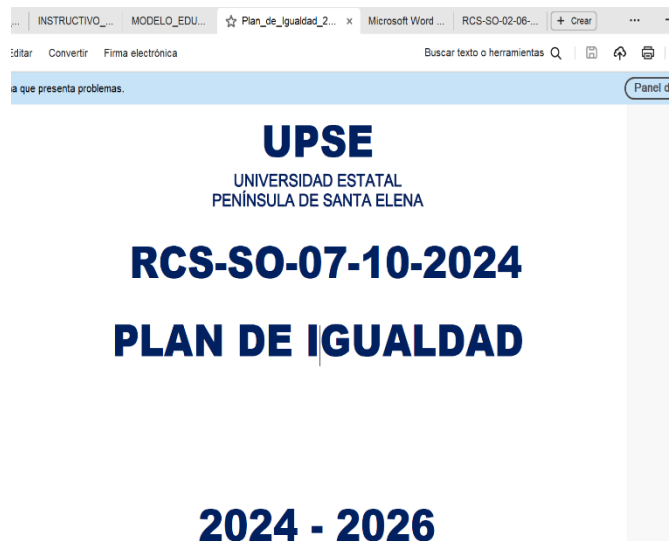 ... INSTRUCTIVO_... MODELO_EDU... Plan_de_Igualdad_2... × Microsoft Word ... RCS-SO-02-06-... + Crear ...
Editar Convertir Firma electrónica Buscar texto o herramientas
a que presenta problemas. Panel d
UPSE
UNIVERSIDAD ESTATAL
PENÍNSULA DE SANTA ELENA
RCS-SO-07-10-2024
PLAN DE IGUALDAD
2024 - 2026